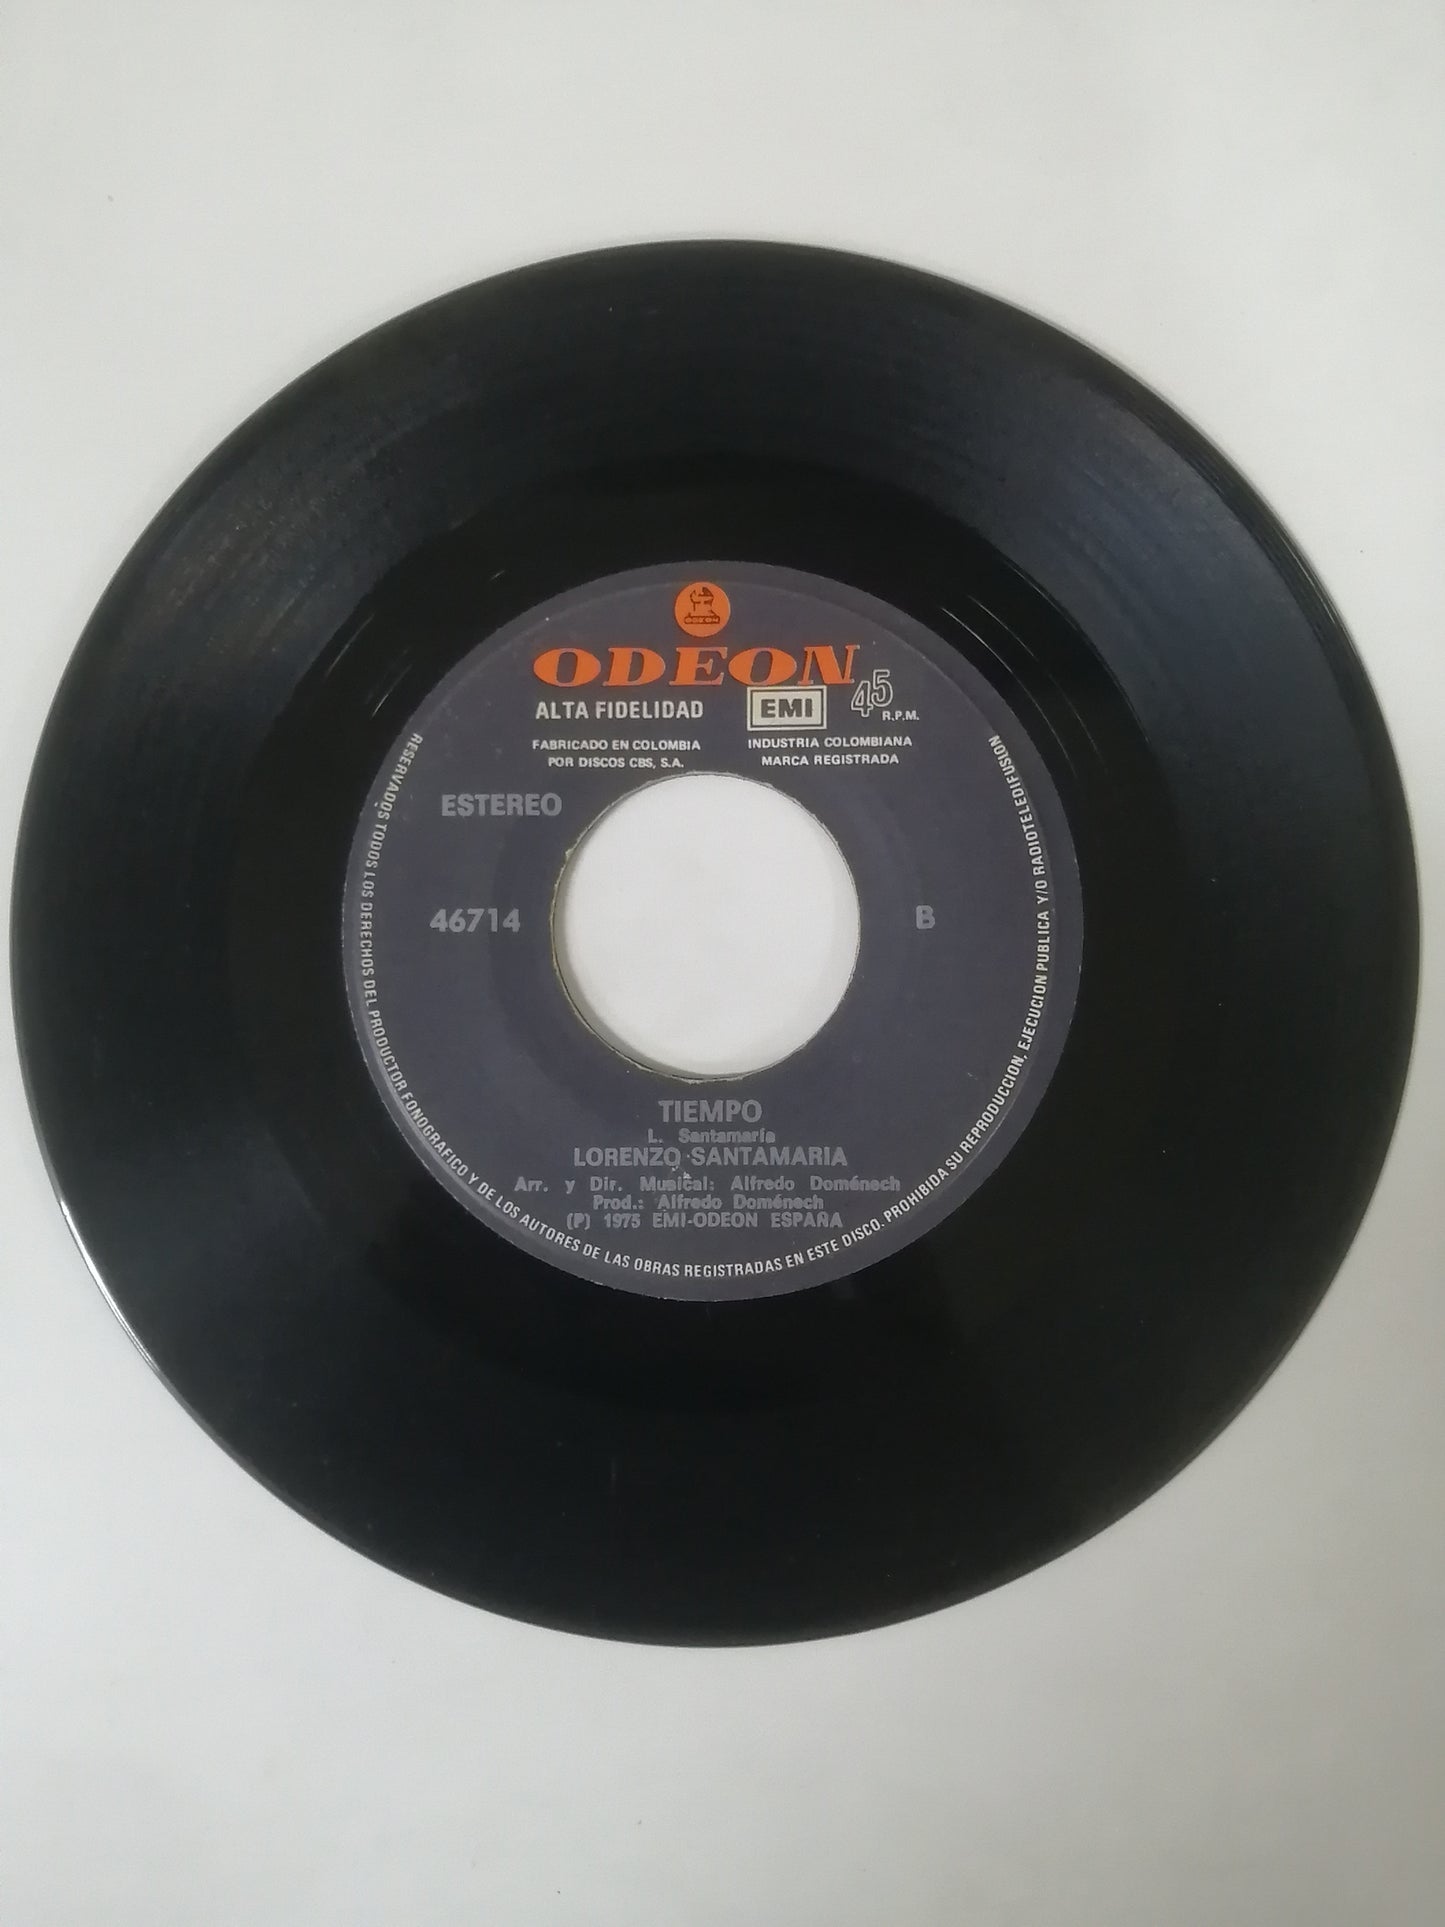 ODEON
ODEON
ALTA FIDELIDAD
EMI
45
R.P.M.
FABRICADO EN COLOMBIA
POR DISCOS CBS, S.A.
INDUSTRIA COLOMBIANA
MARCA REGISTRADA
ESTEREO
46714
B
TIEMPO
L. Santamaría
LORENZO SANTAMARIA
Arr. y Dir. Musical: Alfredo Doménech
Prod.: Alfredo Doménech
(P) 1975 EMI-ODEON ESPAÑA
RESERVADOS TODOS LOS DERECHOS DEL PRODUCTOR FONOGRAFICO Y DE LOS AUTORES DE LAS OBRAS REGISTRADAS EN ESTE DISCO. PROHIBIDA SU REPRODUCCION, EJECUCION PUBLICA Y/O RADIOTELEDIFUSION